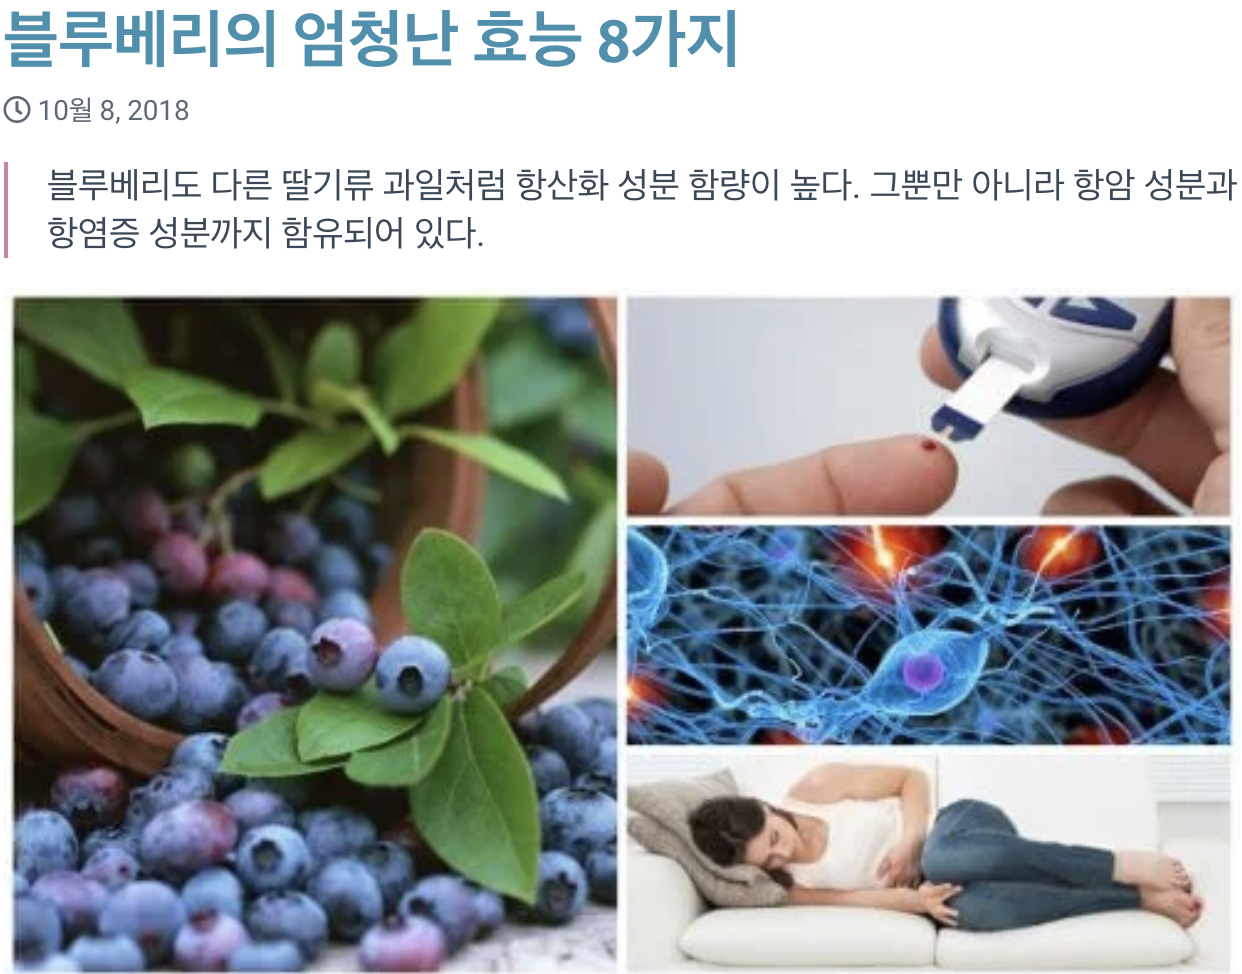 블루베리의 엄청난 효능 8가지
10월 8, 2018
블루베리도 다른 딸기류 과일처럼 항산화 성분 함량이 높다. 그뿐만 아니라 항암 성분과
항염증 성분까지 함유되어 있다.